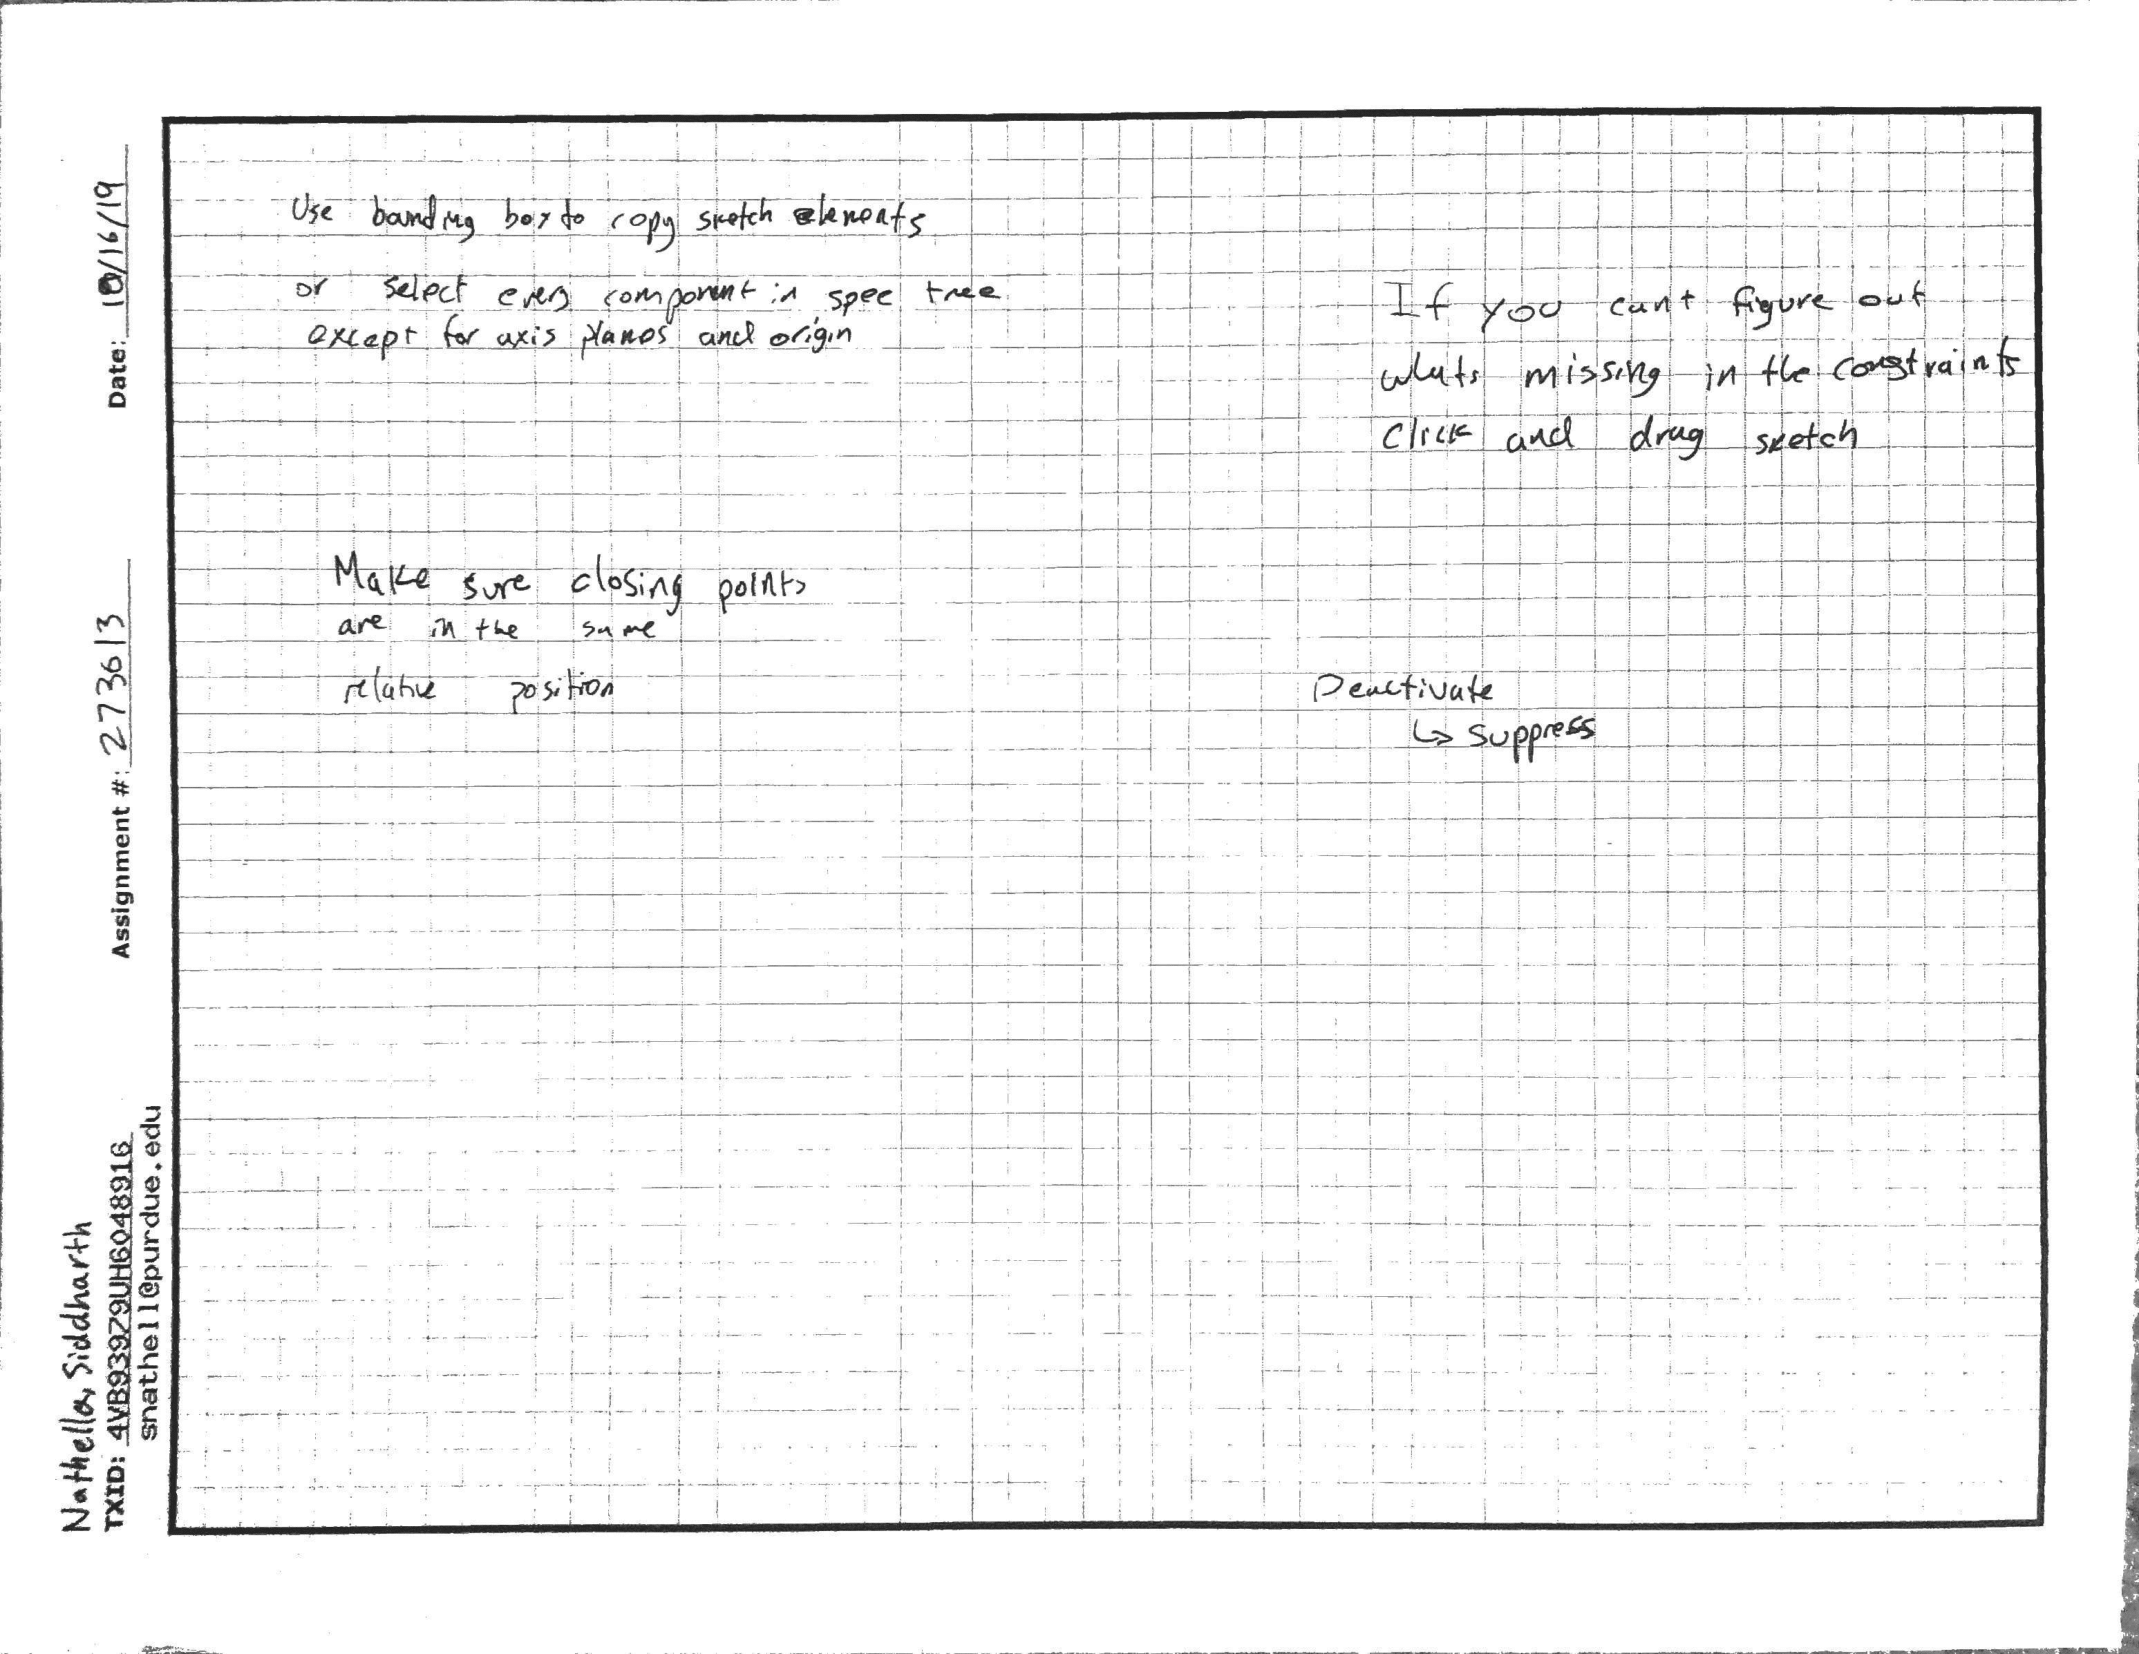 Nathella, Siddharth
TXID: 4VB939Z9UH6048916
snathell@purdue.edu
Assignment #: 273613
Date: 10/16/19
Use bounding box to copy sketch elements
or select every component in spec tree
except for axis planes and origin
If you can't figure out
whats missing in the constraints
click and drag sketch
Make sure closing points
are in the same
relative position
Deactivate
↳ suppress